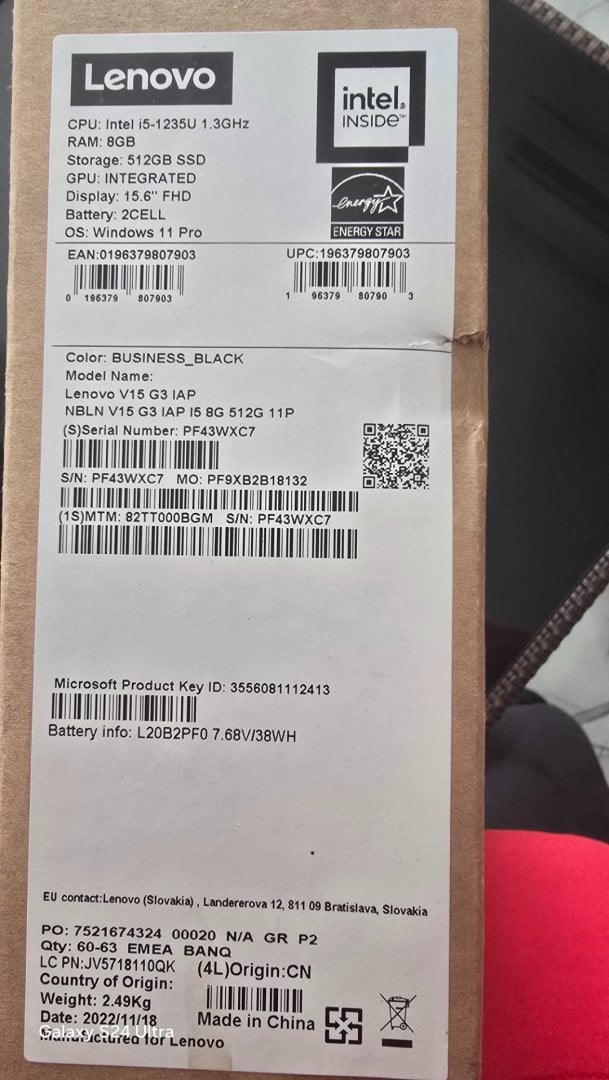 Lenovo
intel.
INSIDE™
CPU: Intel i5-1235U 1.3GHz
RAM: 8GB
Storage: 512GB SSD
GPU: INTEGRATED
Display: 15.6" FHD
Battery: 2CELL
OS: Windows 11 Pro
energy
ENERGY STAR
EAN:0196379807903
UPC:196379807903
0 196379 807903
1 96379 80790 3
Color: BUSINESS_BLACK
Model Name:
Lenovo V15 G3 IAP
NBLN V15 G3 IAP I5 8G 512G 11P
(S)Serial Number: PF43WXC7
S/N: PF43WXC7 MO: PF9XB2B18132
(1S)MTM: 82TT000BGM S/N: PF43WXC7
Microsoft Product Key ID: 3556081112413
Battery info: L20B2PF0 7.68V/38WH
EU contact:Lenovo (Slovakia) , Landererova 12, 811 09 Bratislava, Slovakia
PO: 7521674324 00020 N/A GR P2
Qty: 60-63 EMEA BANQ
LC PN:JV5718110QK (4L)Origin:CN
Country of Origin:
Weight: 2.49Kg
Date: 2022/11/18 Made in China
Galaxy S24 Ultra
Manufactured for Lenovo